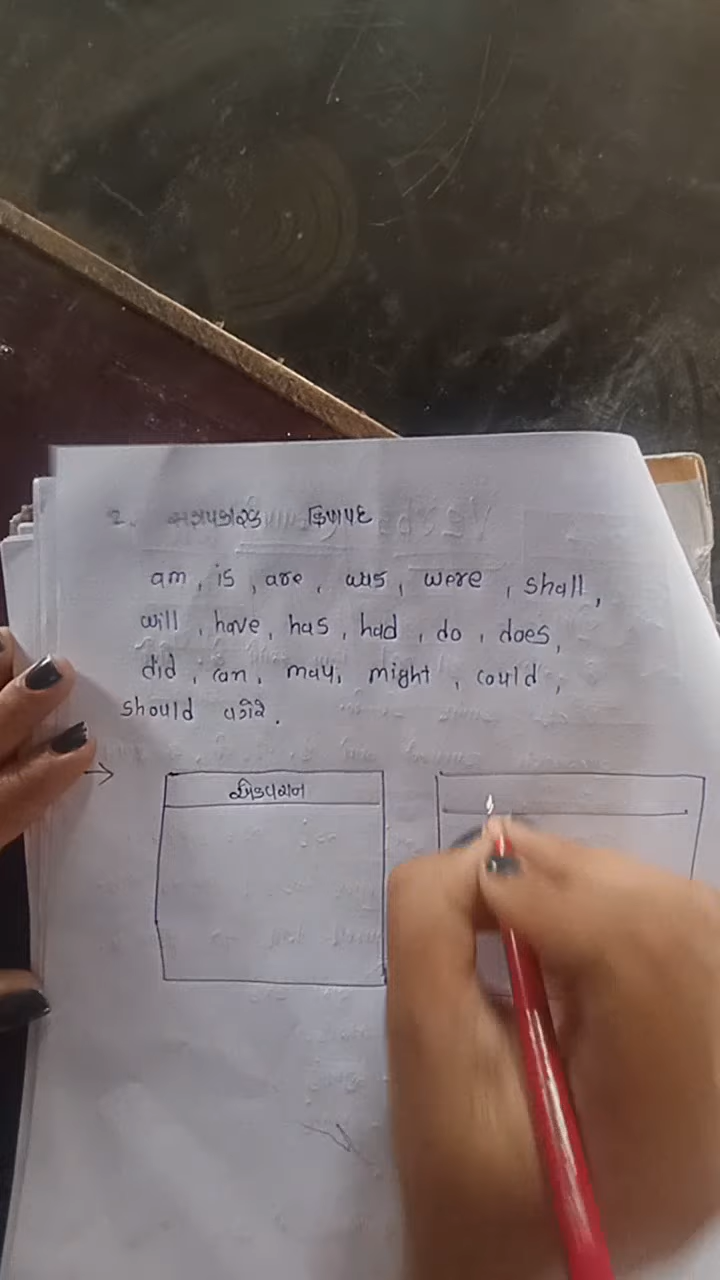 2. સહાયકારક ક્રિયાપદ
am, is, are, was, were, shall,
will, have, has, had, do, does,
did, can, may, might, could,
should વગેરે.
→
એકવચન